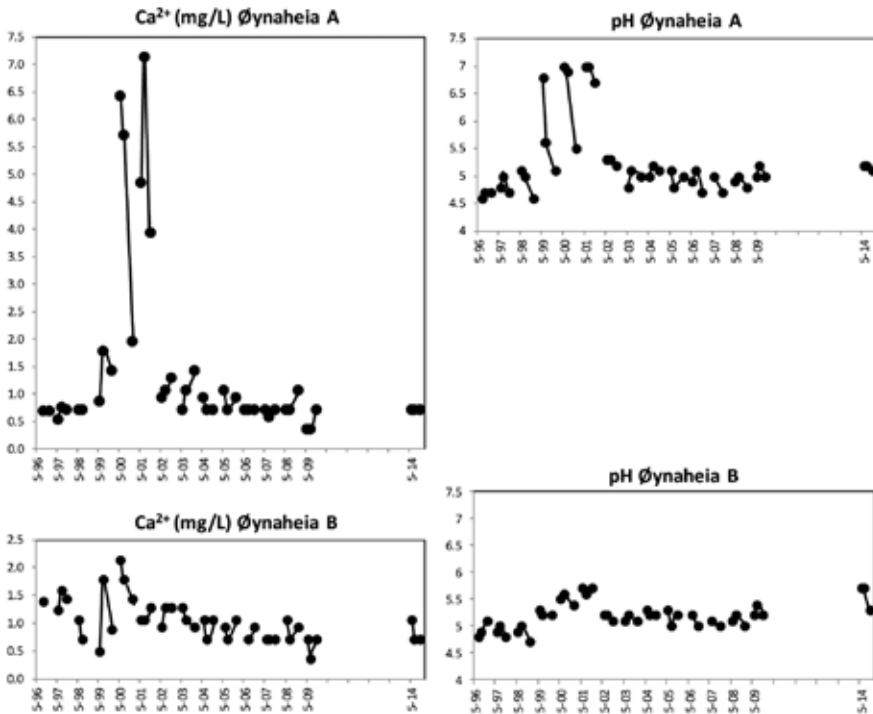 Ca²⁺ (mg/L) Øynaheia A
7.5
7.0
6.5
6.0
5.5
5.0
4.5
4.0
3.5
3.0
2.5
2.0
1.5
1.0
0.5
0.0
S-96
S-97
S-98
S-99
S-00
S-01
S-02
S-03
S-04
S-05
S-06
S-07
S-08
S-09
S-14
pH Øynaheia A
7.5
7
6.5
6
5.5
5
4.5
4
S-96
S-97
S-98
S-99
S-00
S-01
S-02
S-03
S-04
S-05
S-06
S-07
S-08
S-09
S-14
Ca²⁺ (mg/L) Øynaheia B
2.5
2.0
1.5
1.0
0.5
0.0
S-96
S-97
S-98
S-99
S-00
S-01
S-02
S-03
S-04
S-05
S-06
S-07
S-08
S-09
S-14
pH Øynaheia B
7.5
7
6.5
6
5.5
5
4.5
4
S-96
S-97
S-98
S-99
S-00
S-01
S-02
S-03
S-04
S-05
S-06
S-07
S-08
S-09
S-14